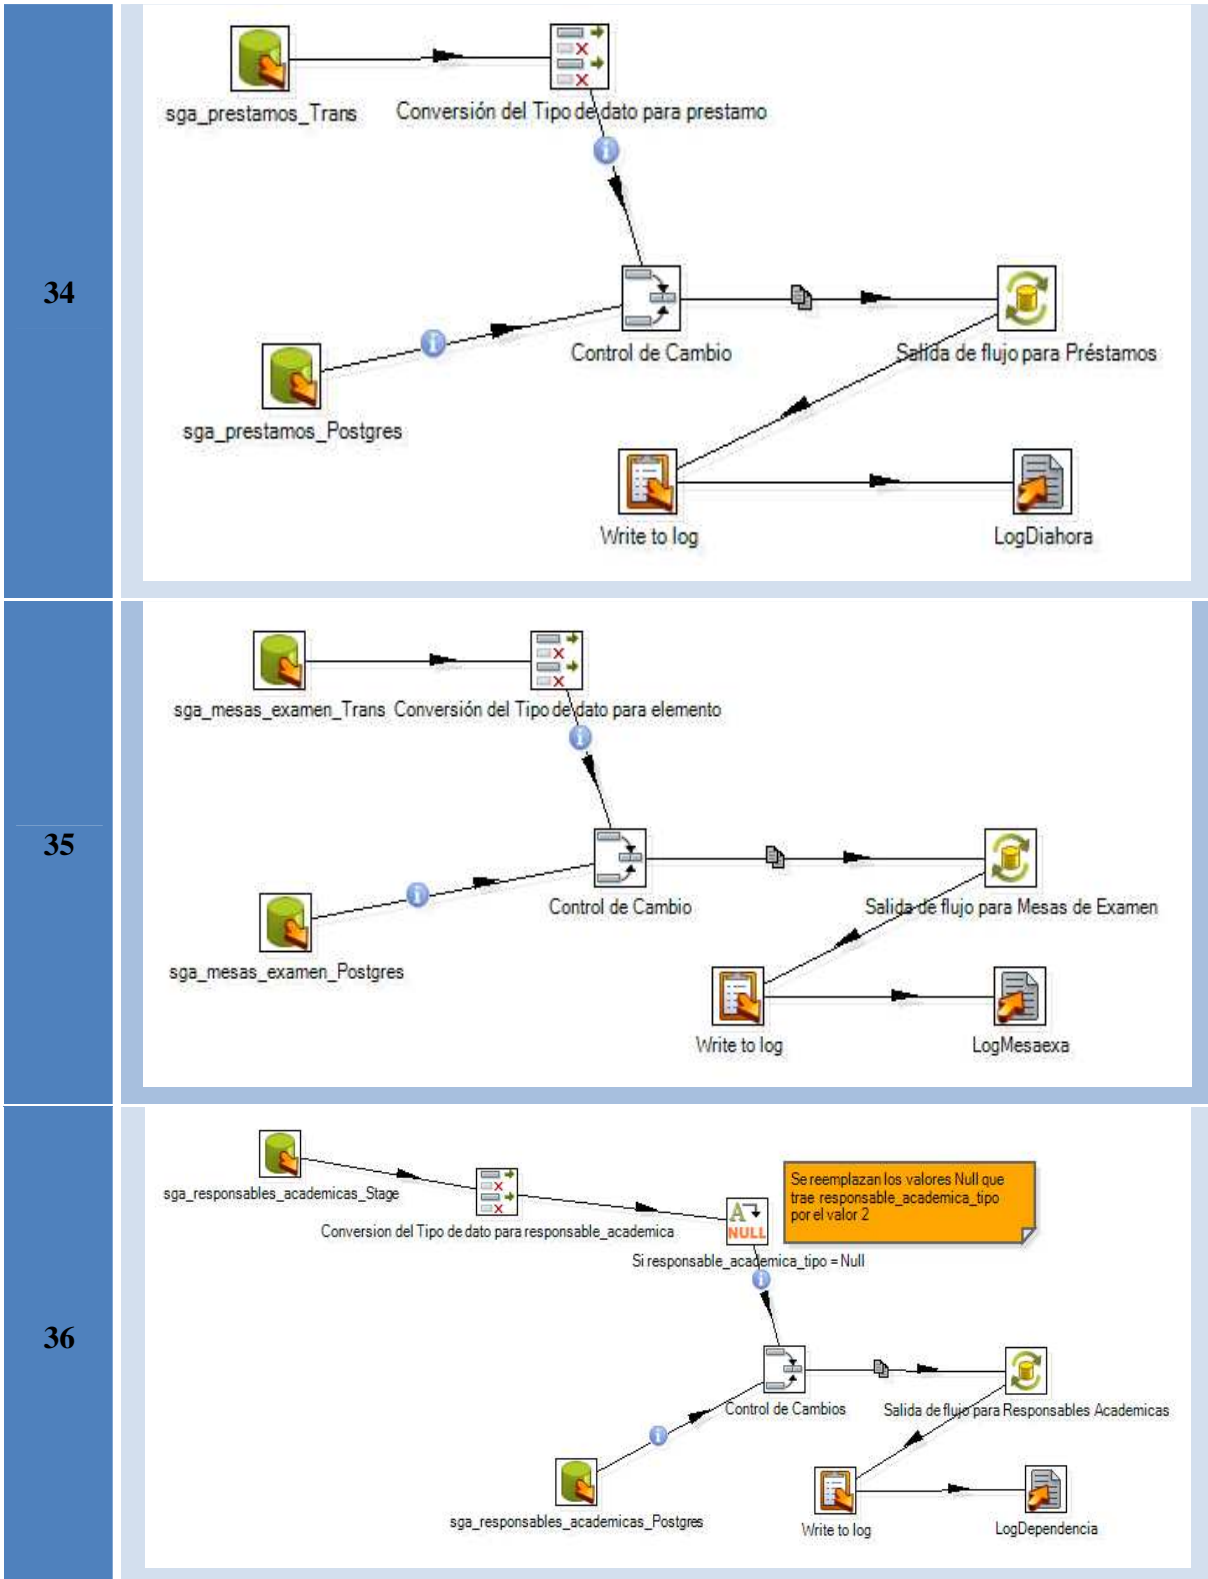 34
sga_prestamos_Trans
Conversión del Tipo de dato para prestamo
Control de Cambio
Salida de flujo para Préstamos
sga_prestamos_Postgres
Write to log
LogDiahora
35
sga_mesas_examen_Trans
Conversión del Tipo de dato para elemento
Control de Cambio
Salida de flujo para Mesas de Examen
sga_mesas_examen_Postgres
Write to log
LogMesaexa
36
sga_responsables_academicas_Stage
Conversion del Tipo de dato para responsable_academica
A
NULL
Se reemplazan los valores Null que
trae responsable_academica_tipo
por el valor 2
Si responsable_academica_tipo = Null
Control de Cambios
Salida de flujo para Responsables Academicas
sga_responsables_academicas_Postgres
Write to log
LogDependencia